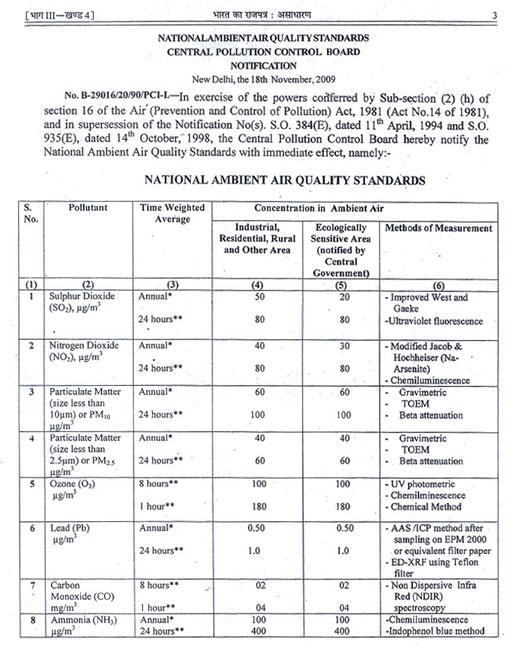 [भाग III—खण्ड 4] भारत का राजपत्र : असाधारण 3
NATIONAL AMBIENT AIR QUALITY STANDARDS
CENTRAL POLLUTION CONTROL BOARD
NOTIFICATION
New Delhi, the 18th November, 2009
No. B-29016/20/90/PCI-I.—In exercise of the powers conferred by Sub-section (2) (h) of
section 16 of the Air (Prevention and Control of Pollution) Act, 1981 (Act No.14 of 1981),
and in supersession of the Notification No(s). S.O. 384(E), dated 11th April, 1994 and S.O.
935(E), dated 14th October, 1998, the Central Pollution Control Board hereby notify the
National Ambient Air Quality Standards with immediate effect, namely:-
NATIONAL AMBIENT AIR QUALITY STANDARDS
S. Pollutant Time Weighted Concentration in Ambient Air
No. Average
Industrial, Ecologically Methods of Measurement
Residential, Rural Sensitive Area
and Other Area (notified by
Central
Government)
(1) (2) (3) (4) (5) (6)
1 Sulphur Dioxide Annual* 50 20 - Improved West and
(SO₂), µg/m³ Gaeke
24 hours** 80 80 -Ultraviolet fluorescence
2 Nitrogen Dioxide Annual* 40 30 - Modified Jacob &
(NO₂), µg/m³ Hochheiser (Na-
24 hours** 80 80 Arsenite)
- Chemiluminescence
3 Particulate Matter Annual* 60 60 - Gravimetric
(size less than - TOEM
10µm) or PM₁₀ 24 hours** 100 100 - Beta attenuation
µg/m³
4 Particulate Matter Annual* 40 40 - Gravimetric
(size less than - TOEM
2.5µm) or PM₂.₅ 24 hours** 60 60 - Beta attenuation
µg/m³
5 Ozone (O₃) 8 hours** 100 100 - UV photometric
µg/m³ - Chemilminescence
1 hour** 180 180 - Chemical Method
6 Lead (Pb) Annual* 0.50 0.50 - AAS /ICP method after
µg/m³ sampling on EPM 2000
24 hours** 1.0 1.0 or equivalent filter paper
- ED-XRF using Teflon
filter
7 Carbon 8 hours** 02 02 - Non Dispersive Infra
Monoxide (CO) Red (NDIR)
mg/m³ 1 hour** 04 04 spectroscopy
8 Ammonia (NH₃) Annual* 100 100 -Chemiluminescence
µg/m³ 24 hours** 400 400 -Indophenol blue method